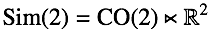 Sim(2) = CO(2) ⋉ ℝ²